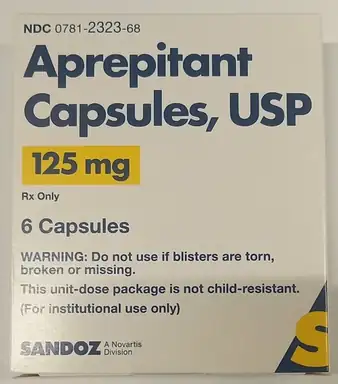 NDC 0781-2323-68
Aprepitant
Capsules, USP
125 mg
Rx Only
6 Capsules
WARNING: Do not use if blisters are torn,
broken or missing.
This unit-dose package is not child-resistant.
(For institutional use only)
SANDOZ A Novartis
Division
S